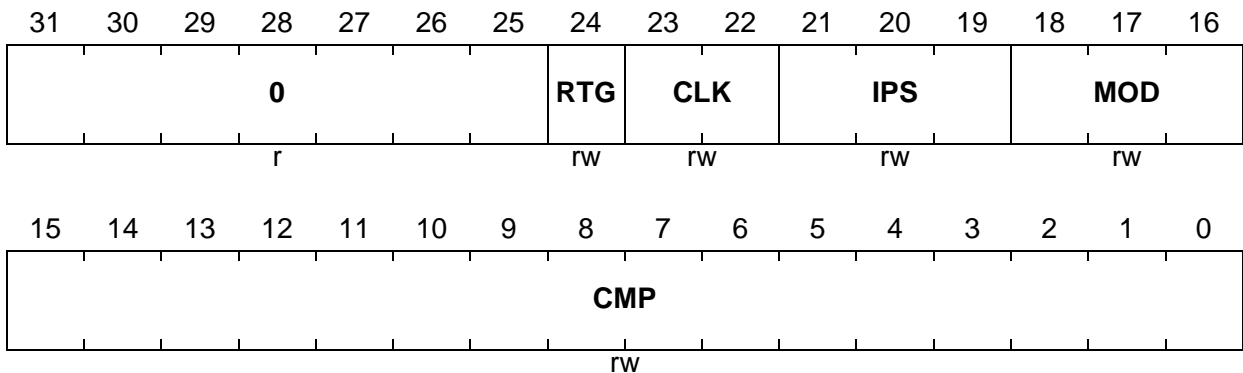 31 30 29 28 27 26 25 24 23 22 21 20 19 18 17 16
0 RTG CLK IPS MOD
r rw rw rw rw
15 14 13 12 11 10 9 8 7 6 5 4 3 2 1 0
CMP
rw